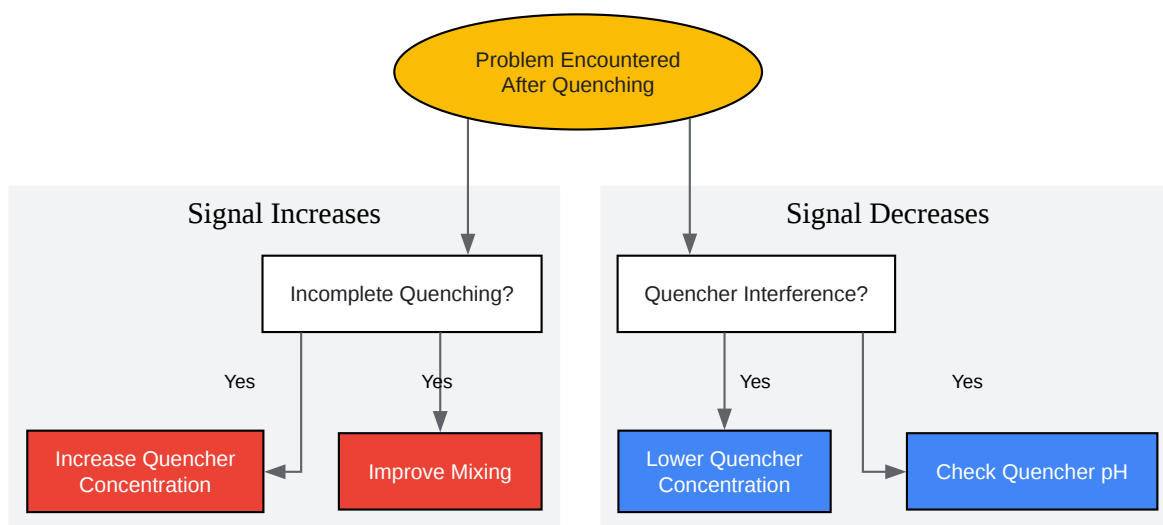 Problem Encountered
After Quenching
Signal Increases
Signal Decreases
Incomplete Quenching?
Quencher Interference?
Yes
Yes
Yes
Yes
Increase Quencher
Concentration
Improve Mixing
Lower Quencher
Concentration
Check Quencher pH